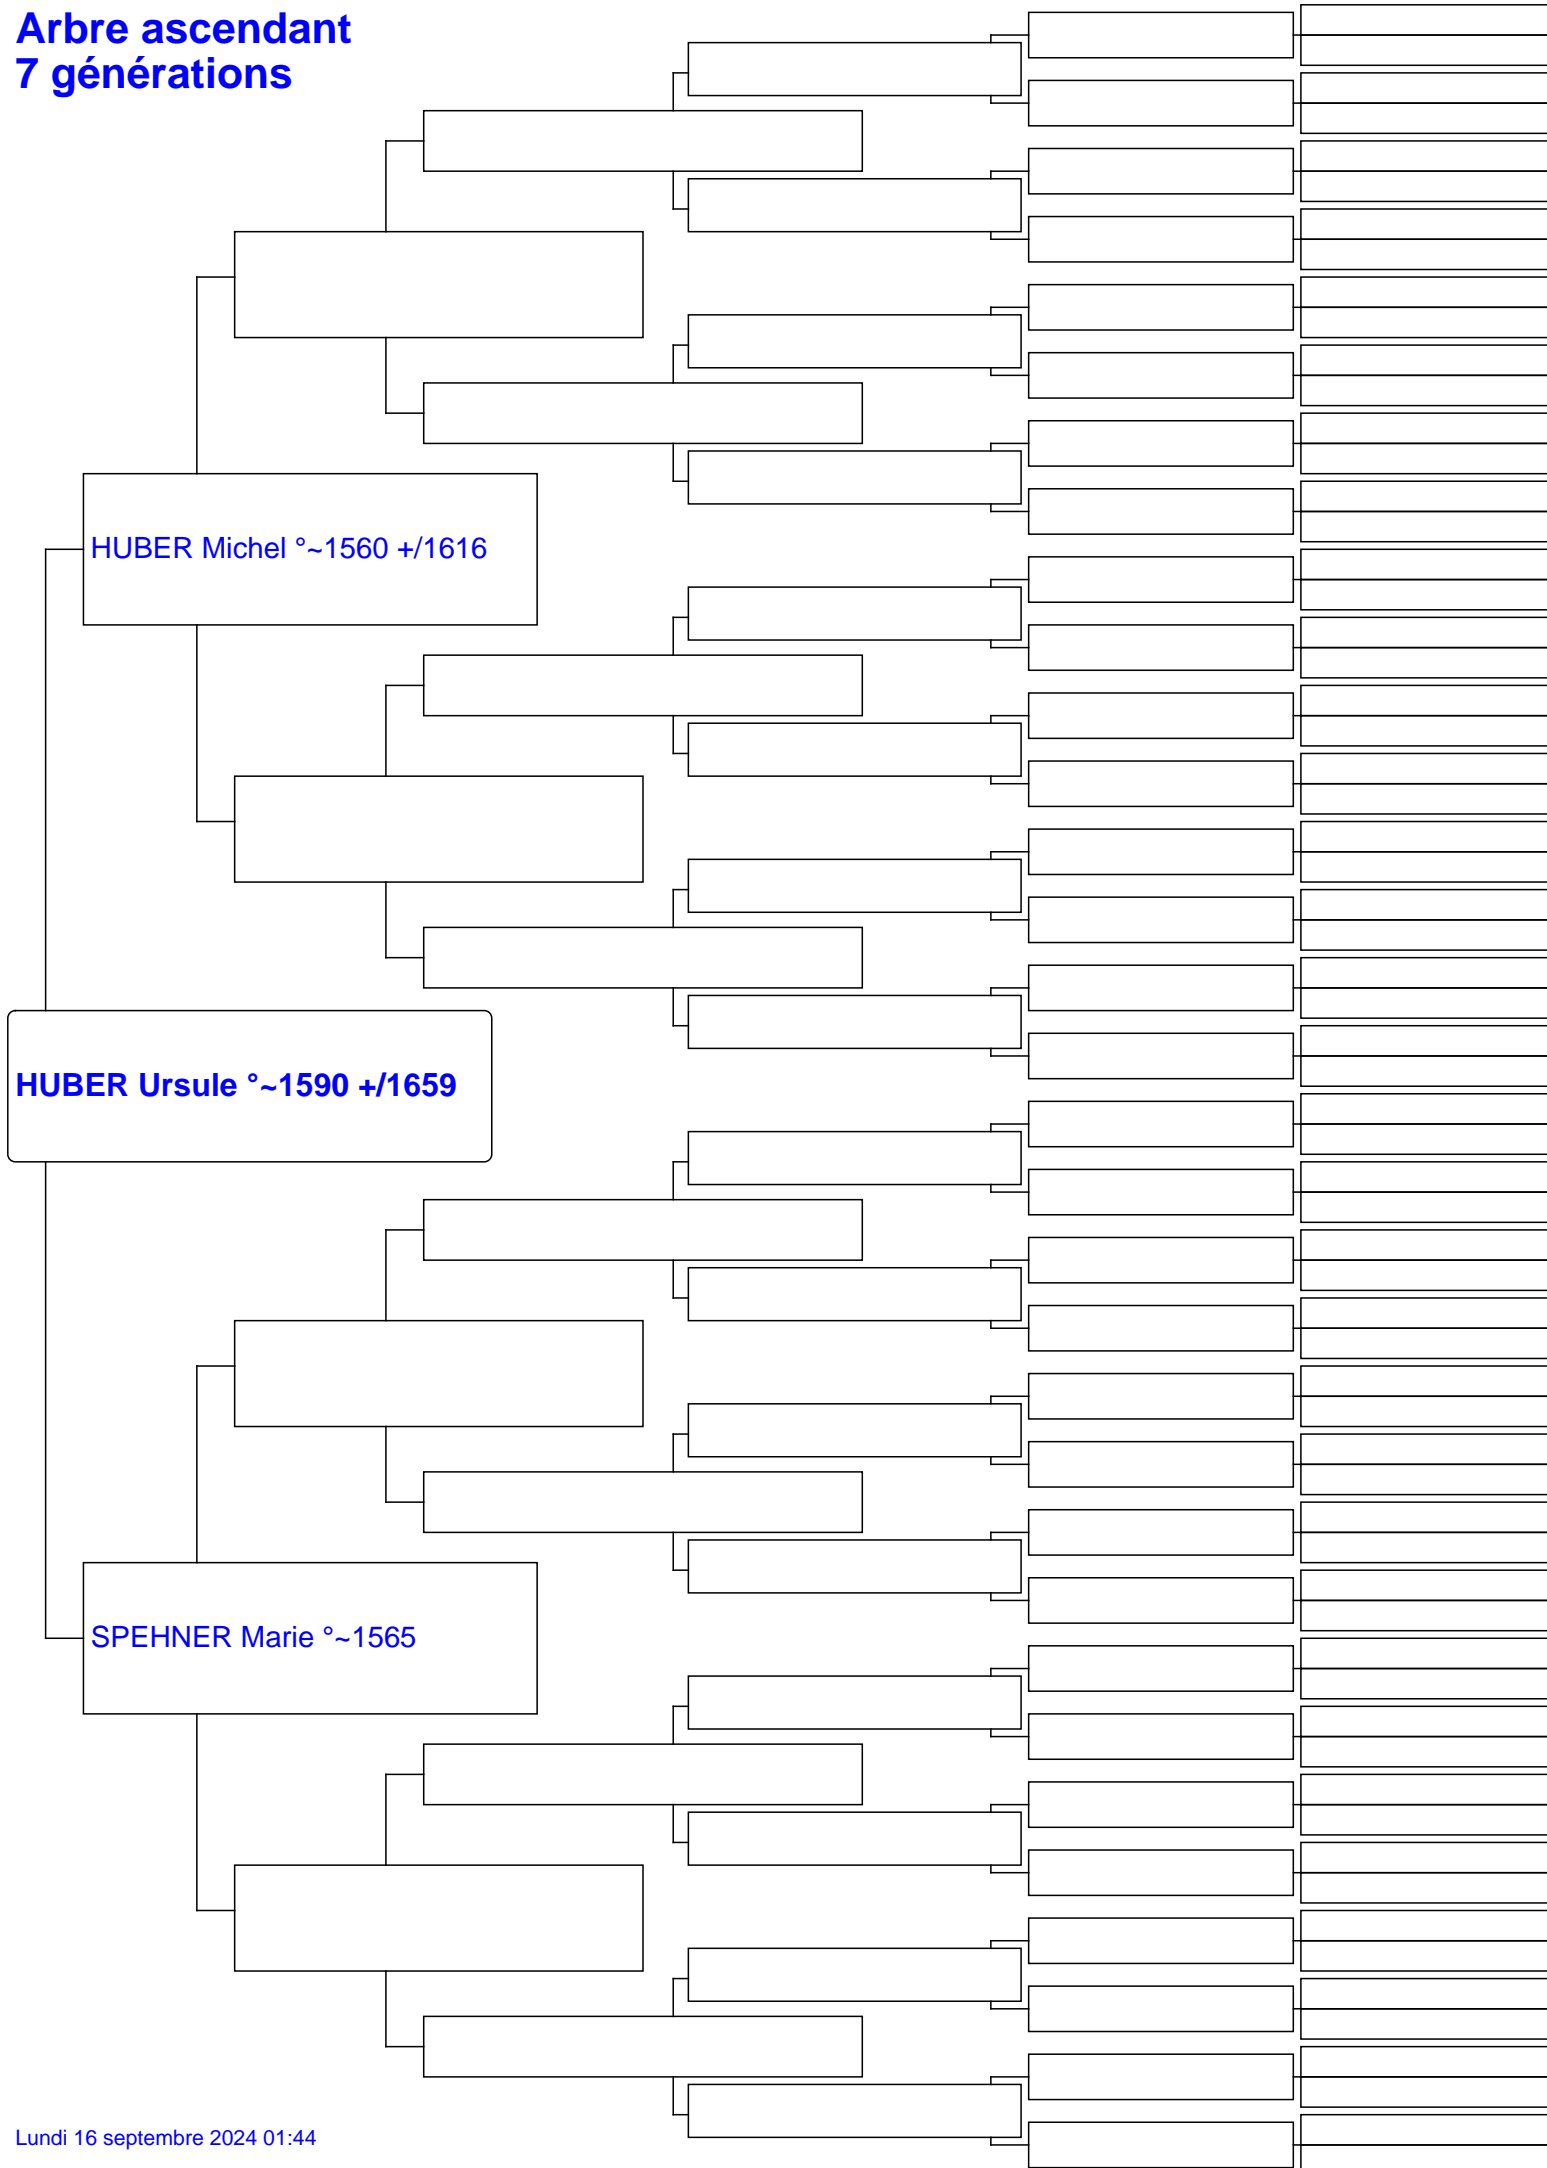 Arbre ascendant
7 générations
HUBER Michel °~1560 +/1616
HUBER Ursule °~1590 +/1659
SPEHNER Marie °~1565
Lundi 16 septembre 2024 01:44